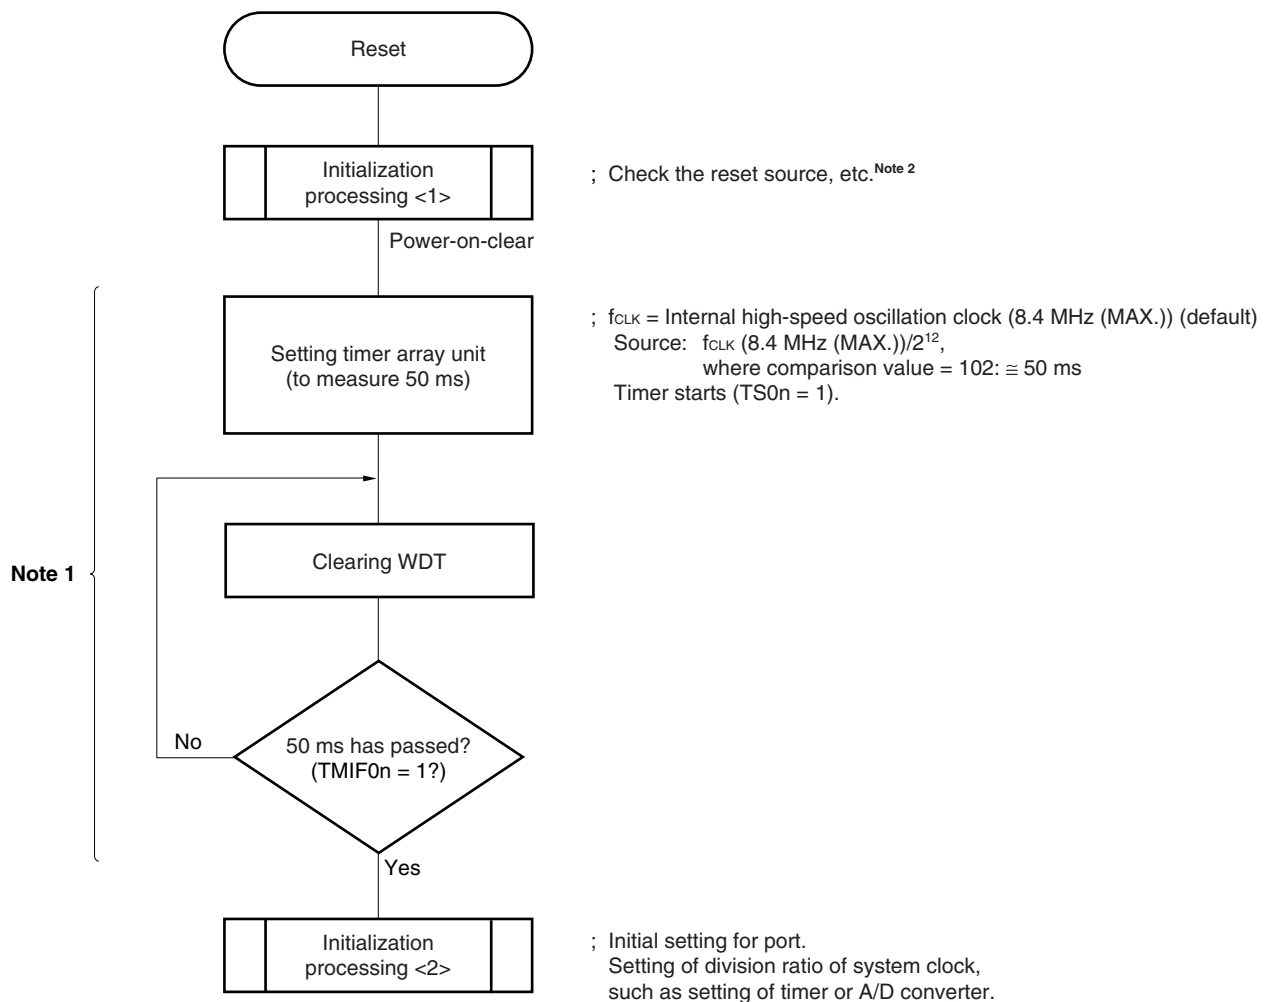 Reset
Initialization
processing <1>
; Check the reset source, etc.Note 2
Power-on-clear
Setting timer array unit
(to measure 50 ms)
; fCLK = Internal high-speed oscillation clock (8.4 MHz (MAX.)) (default)
Source: fCLK (8.4 MHz (MAX.))/2^12,
where comparison value = 102: ≅ 50 ms
Timer starts (TS0n = 1).
Clearing WDT
Note 1
No
50 ms has passed?
(TMIF0n = 1?)
Yes
Initialization
processing <2>
; Initial setting for port.
Setting of division ratio of system clock,
such as setting of timer or A/D converter.